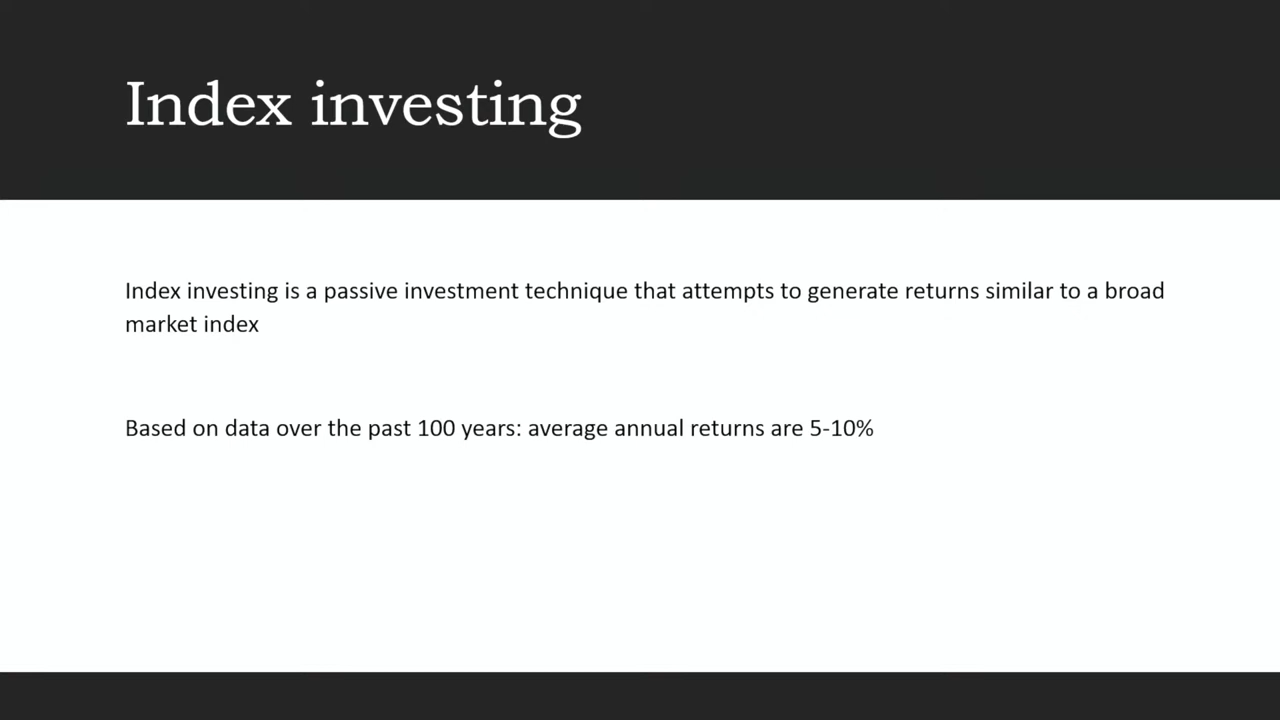 Index investing
Index investing is a passive investment technique that attempts to generate returns similar to a broad
market index
Based on data over the past 100 years: average annual returns are 5-10%